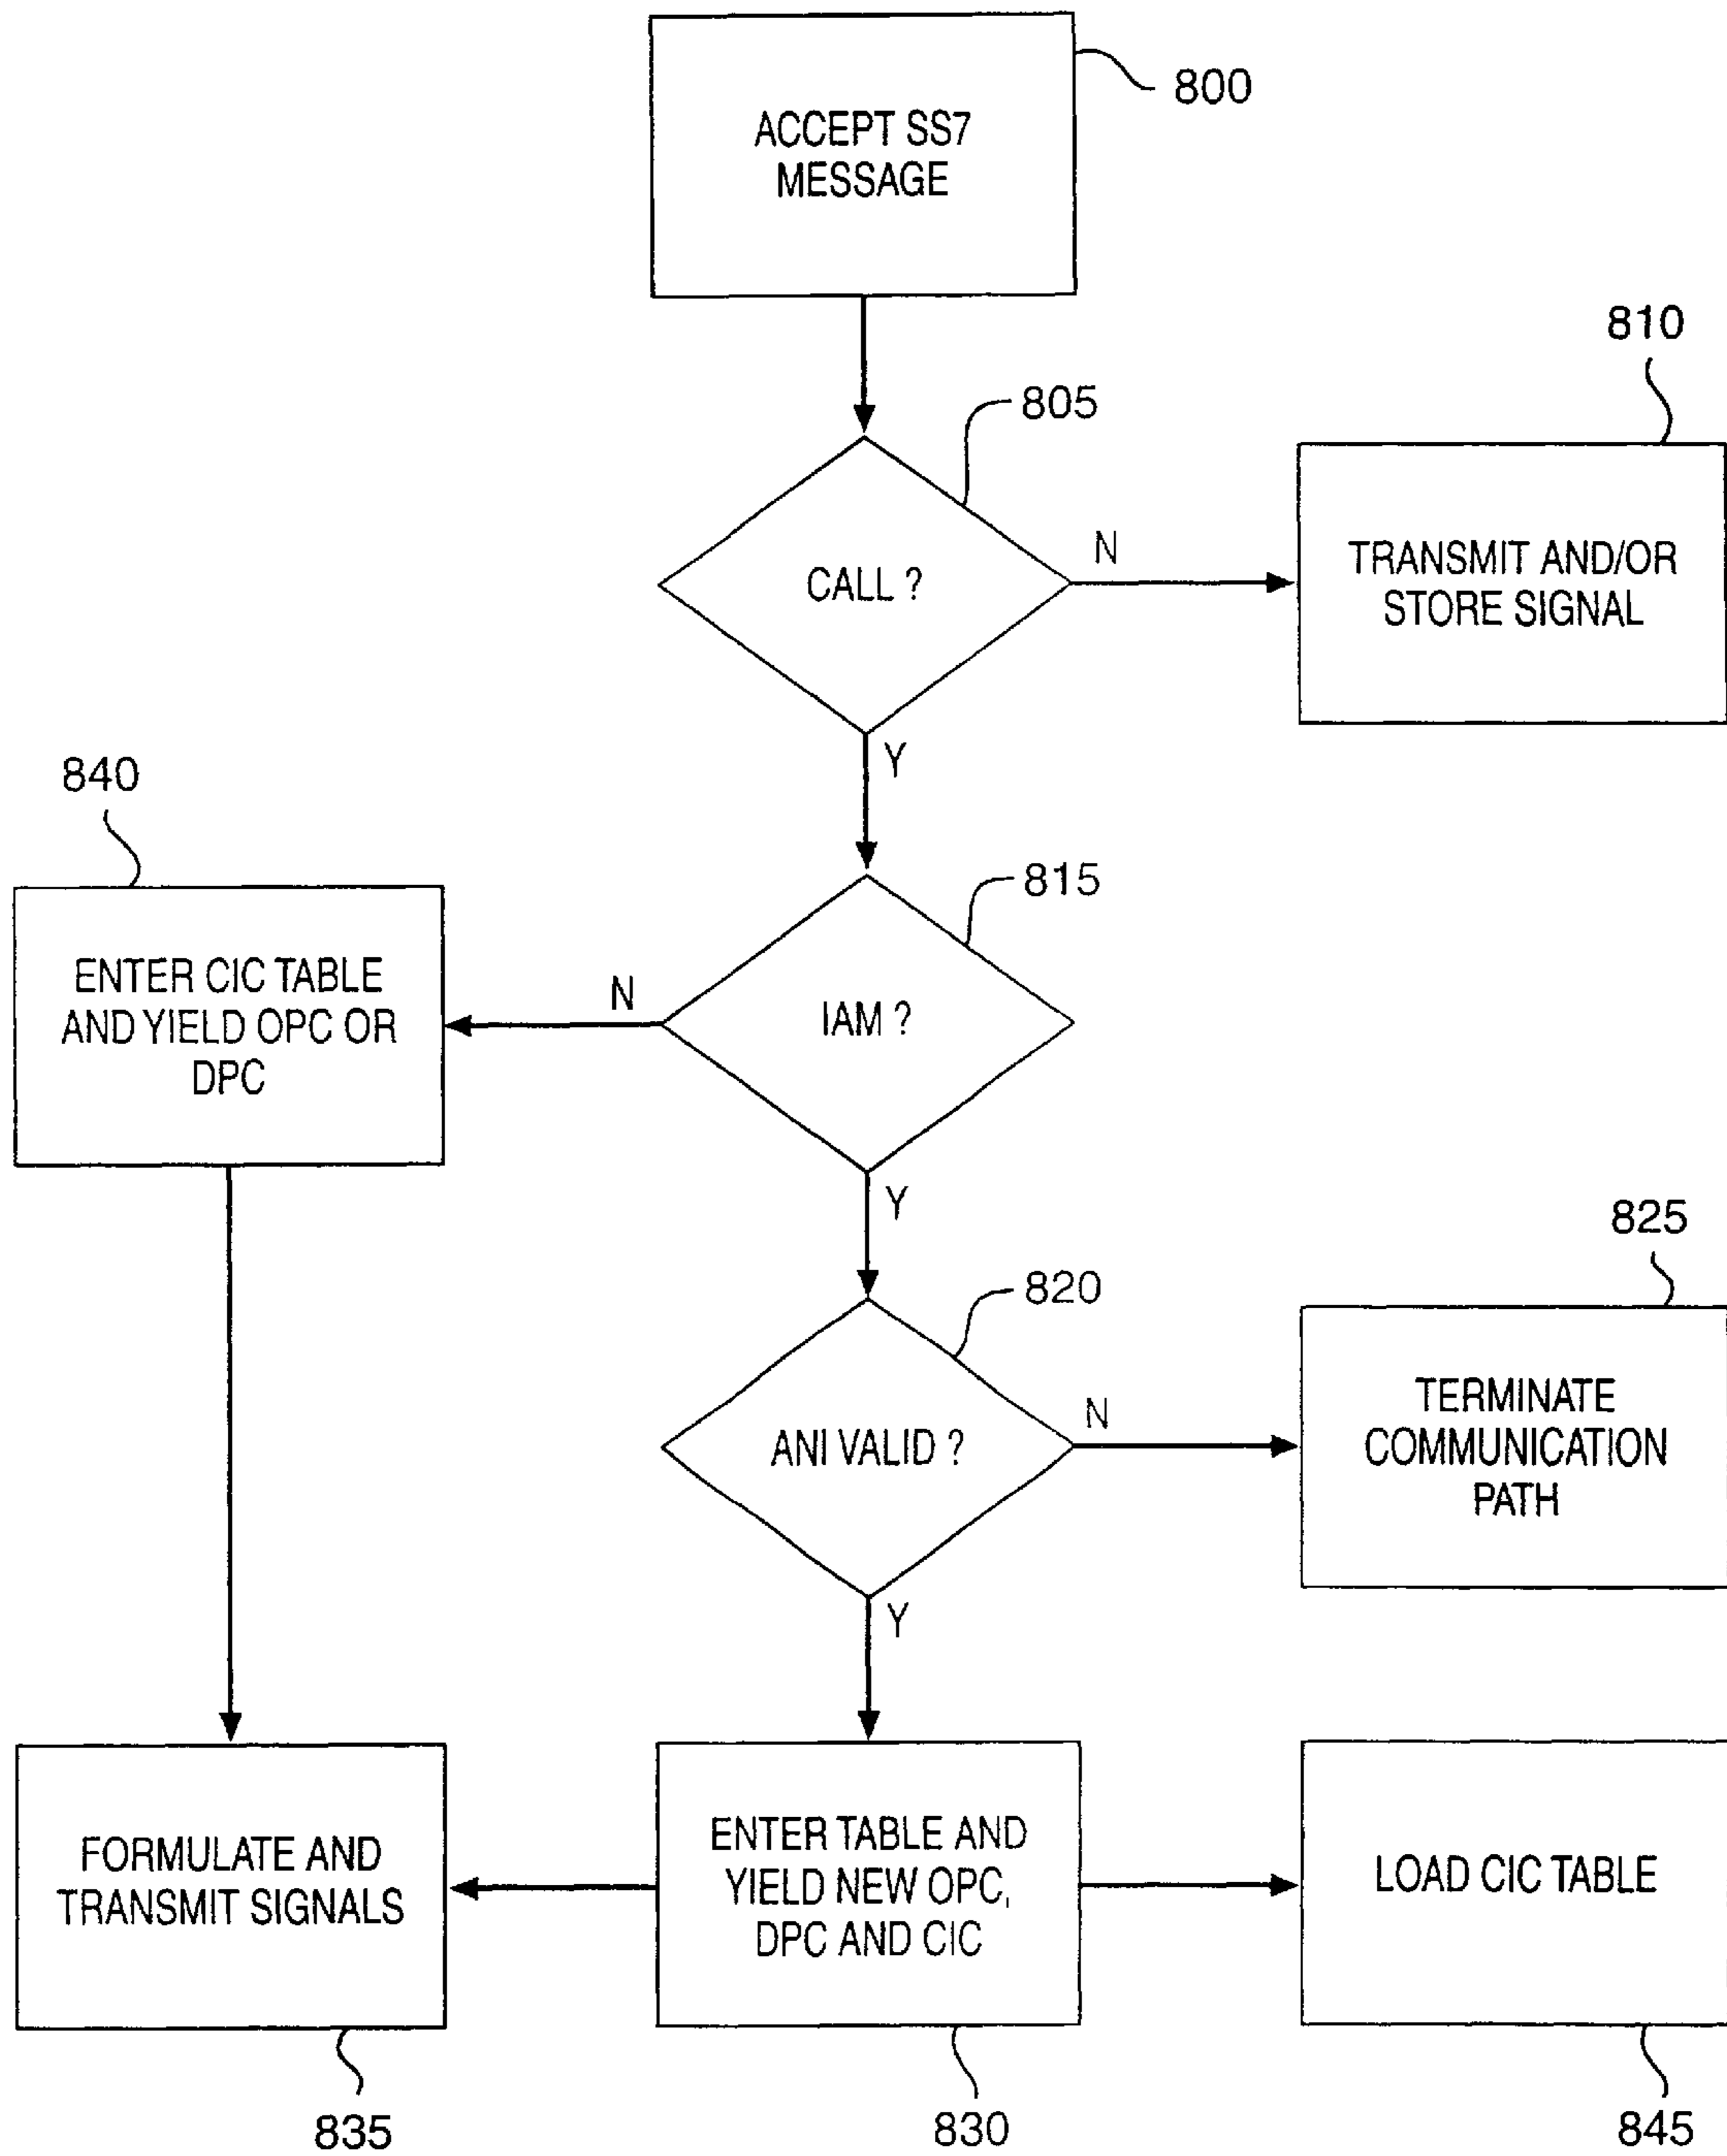 ACCEPT SS7
MESSAGE
800
805
810
CALL ?
N
TRANSMIT AND/OR
STORE SIGNAL
Y
840
815
ENTER CIC TABLE
AND YIELD OPC OR
DPC
N
IAM ?
Y
820
825
ANI VALID ?
N
TERMINATE
COMMUNICATION
PATH
Y
FORMULATE AND
TRANSMIT SIGNALS
ENTER TABLE AND
YIELD NEW OPC,
DPC AND CIC
LOAD CIC TABLE
835
830
845